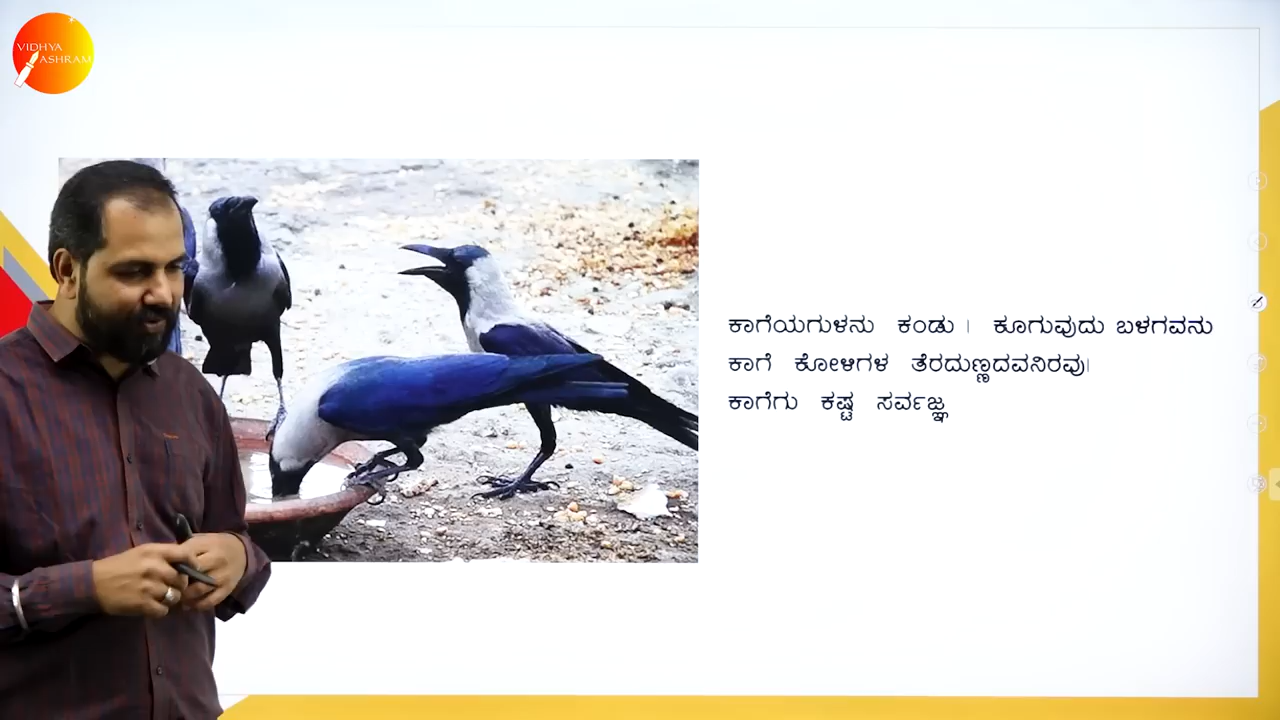 VIDHYA
ASHRAM
ಕಾಗೆಯಗುಳನು ಕಂಡು । ಕೂಗುವುದು ಬಳಗವನು
ಕಾಗೆ ಕೋಳಿಗಳ ತೆರದುಣ್ಣದವನಿರವು।
ಕಾಗೆಗು ಕಷ್ಟ ಸರ್ವಜ್ಞ